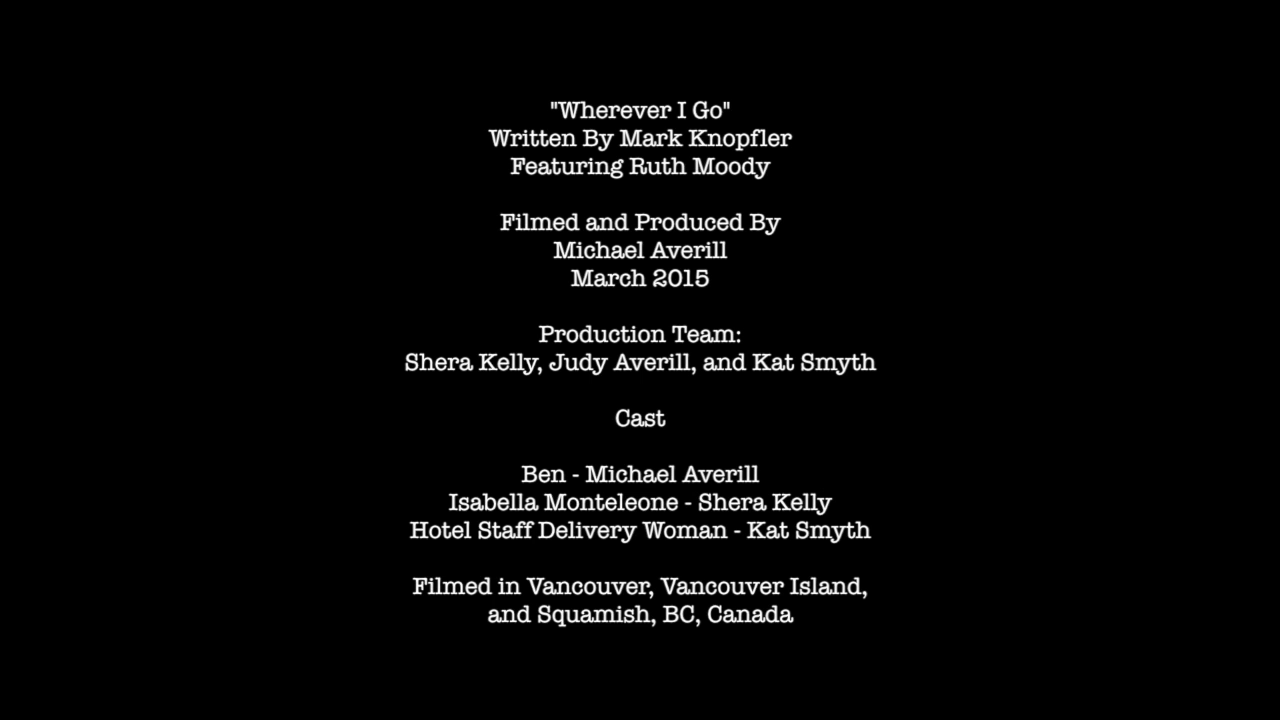 "Wherever I Go"
Written By Mark Knopfler
Featuring Ruth Moody
Filmed and Produced By
Michael Averill
March 2015
Production Team:
Shera Kelly, Judy Averill, and Kat Smyth
Cast
Ben - Michael Averill
Isabella Monteleone - Shera Kelly
Hotel Staff Delivery Woman - Kat Smyth
Filmed in Vancouver, Vancouver Island,
and Squamish, BC, Canada